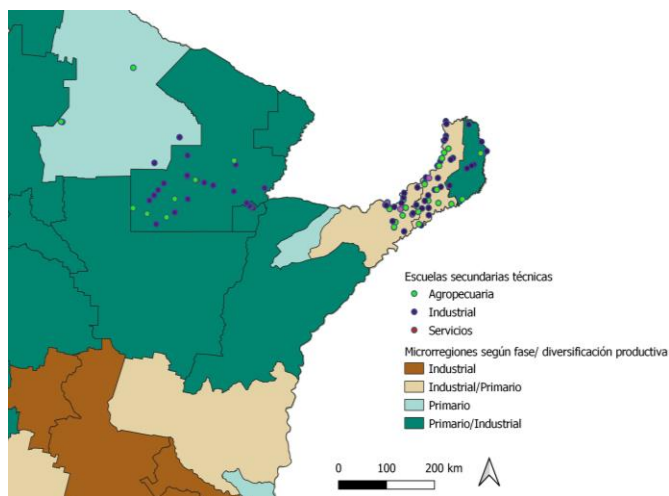 Escuelas secundarias técnicas
Agropecuaria
Industrial
Servicios
Microrregiones según fase/ diversificación productiva
Industrial
Industrial/Primario
Primario
Primario/Industrial
0 100 200 km